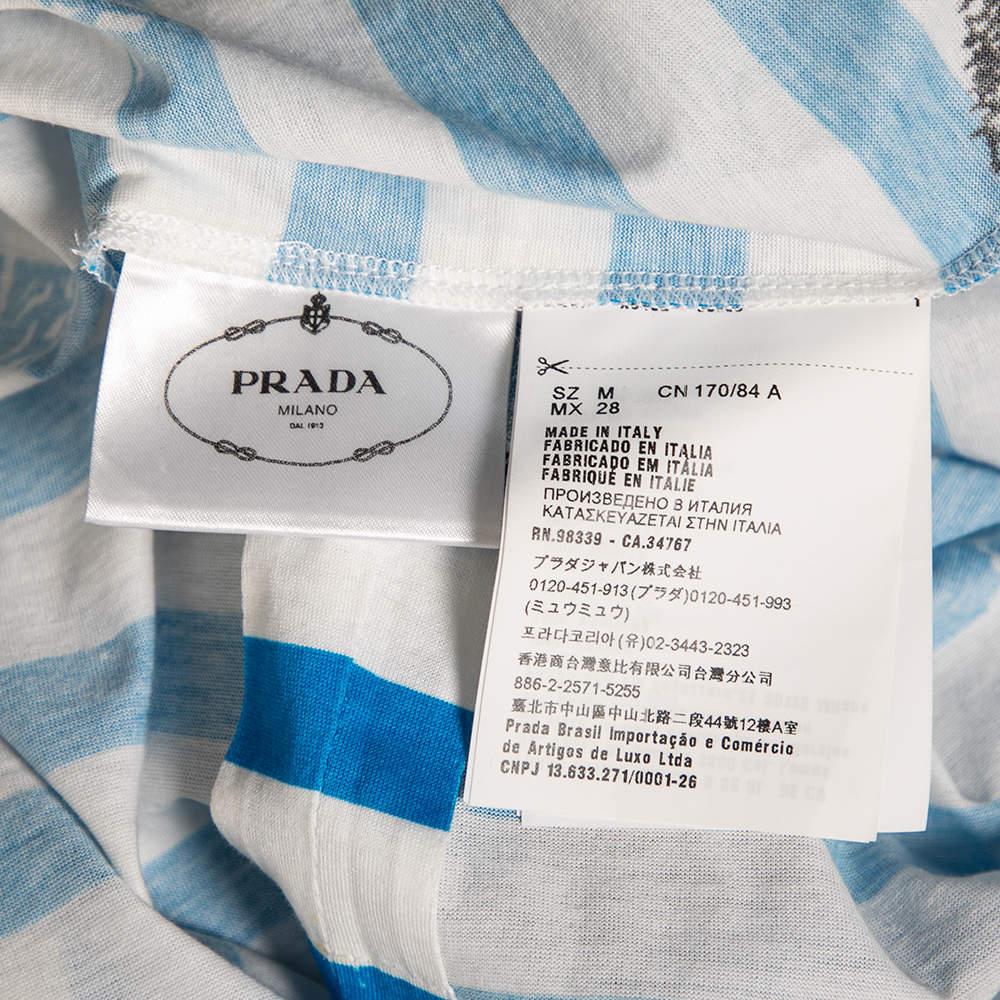 PRADA
MILANO
DAL 1913
SZ M CN 170/84 A
MX 28
MADE IN ITALY
FABRICADO EN ITALIA
FABRICADO EM ITÁLIA
FABRIQUÉ EN ITALIE
ПРОИЗВЕДЕНО В ИТАЛИЯ
ΚΑΤΑΣΚΕΥΑΖΕΤΑΙ ΣΤΗΝ ΙΤΑΛΙΑ
RN.98339 - CA.34767
プラダジャパン株式会社
0120-451-913(プラダ)0120-451-993
(ミュウミュウ)
프라다코리아(유)02-3443-2323
香港商台灣意比有限公司台灣分公司
886-2-2571-5255
臺北市中山區中山北路二段44號12樓A室
Prada Brasil Importação e Comércio
de Artigos de Luxo Ltda
CNPJ 13.633.271/0001-26